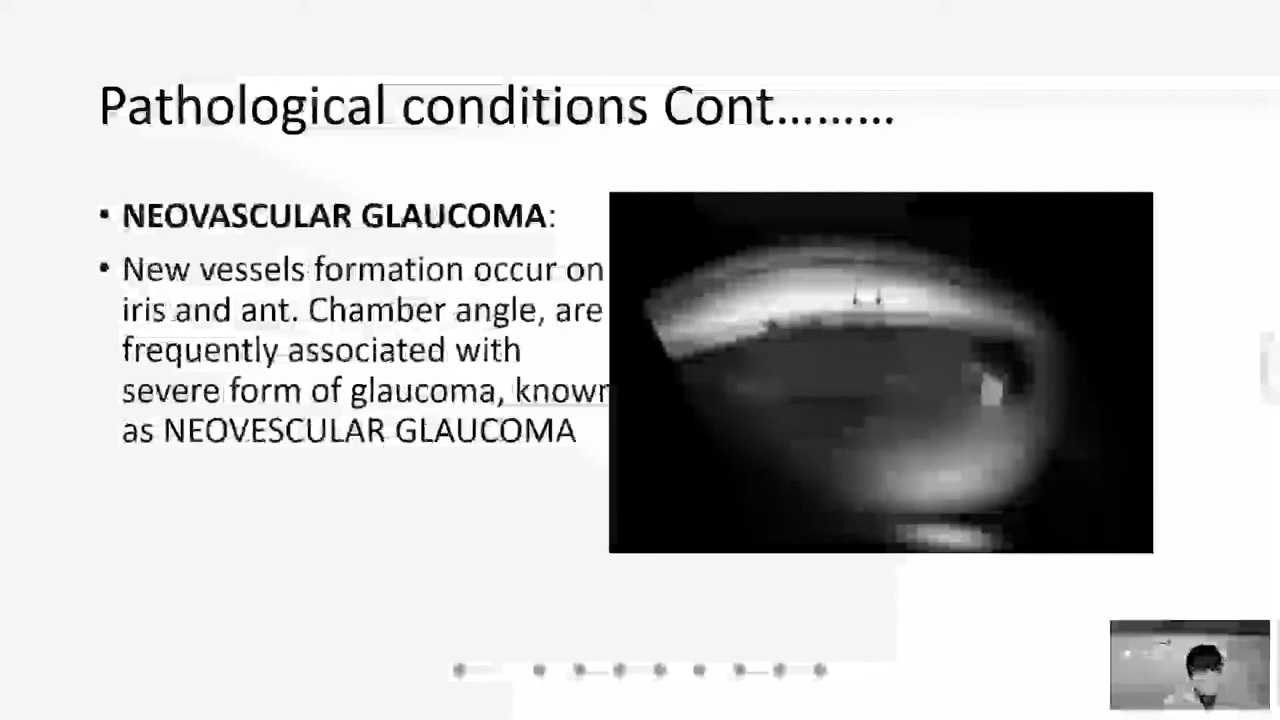 Pathological conditions Cont.........
• NEOVASCULAR GLAUCOMA:
• New vessels formation occur on
iris and ant. Chamber angle, are
frequently associated with
severe form of glaucoma, known
as NEOVESCULAR GLAUCOMA